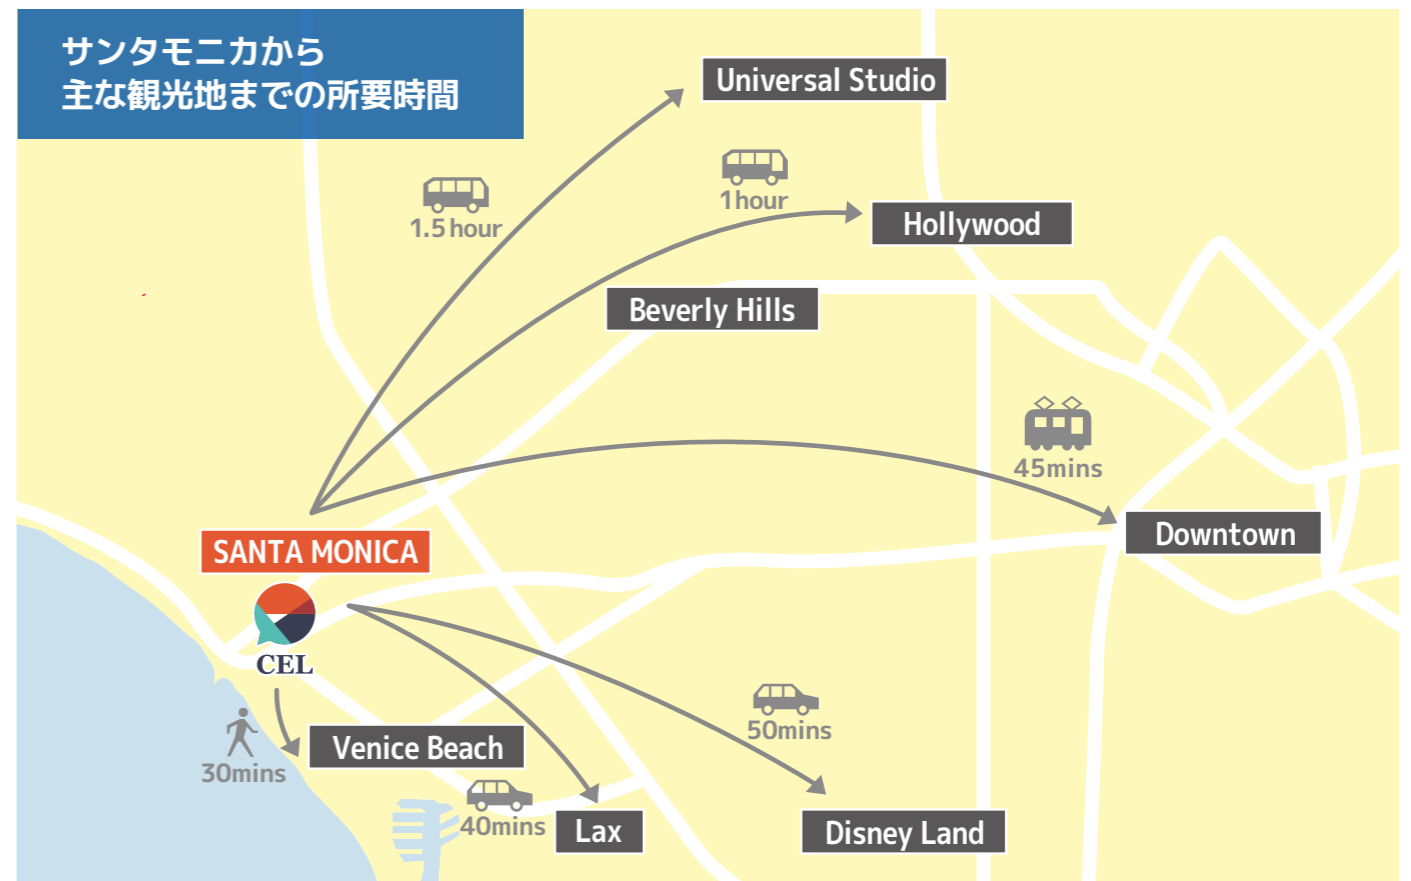 サンタモニカから
主な観光地までの所要時間
Universal Studio
1.5 hour
1hour
Hollywood
Beverly Hills
45mins
Downtown
SANTA MONICA
CEL
30mins
Venice Beach
40mins
Lax
50mins
Disney Land